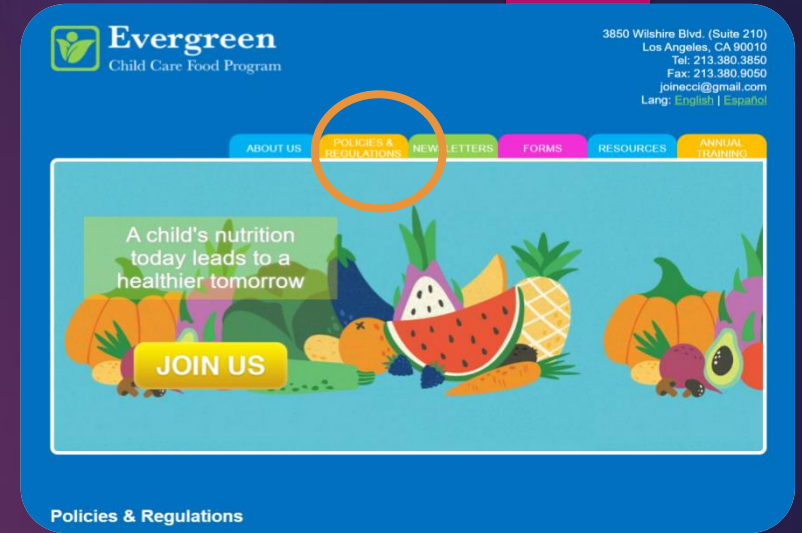 Evergreen
Child Care Food Program
3850 Wilshire Blvd. (Suite 210)
Los Angeles, CA 90010
Tel: 213.380.3850
Fax: 213.380.9050
joinecci@gmail.com
Lang: English | Español
ABOUT US
POLICIES &
REGULATIONS
NEWSLETTERS
FORMS
RESOURCES
ANNUAL
TRAINING
A child's nutrition
today leads to a
healthier tomorrow
JOIN US
Policies & Regulations